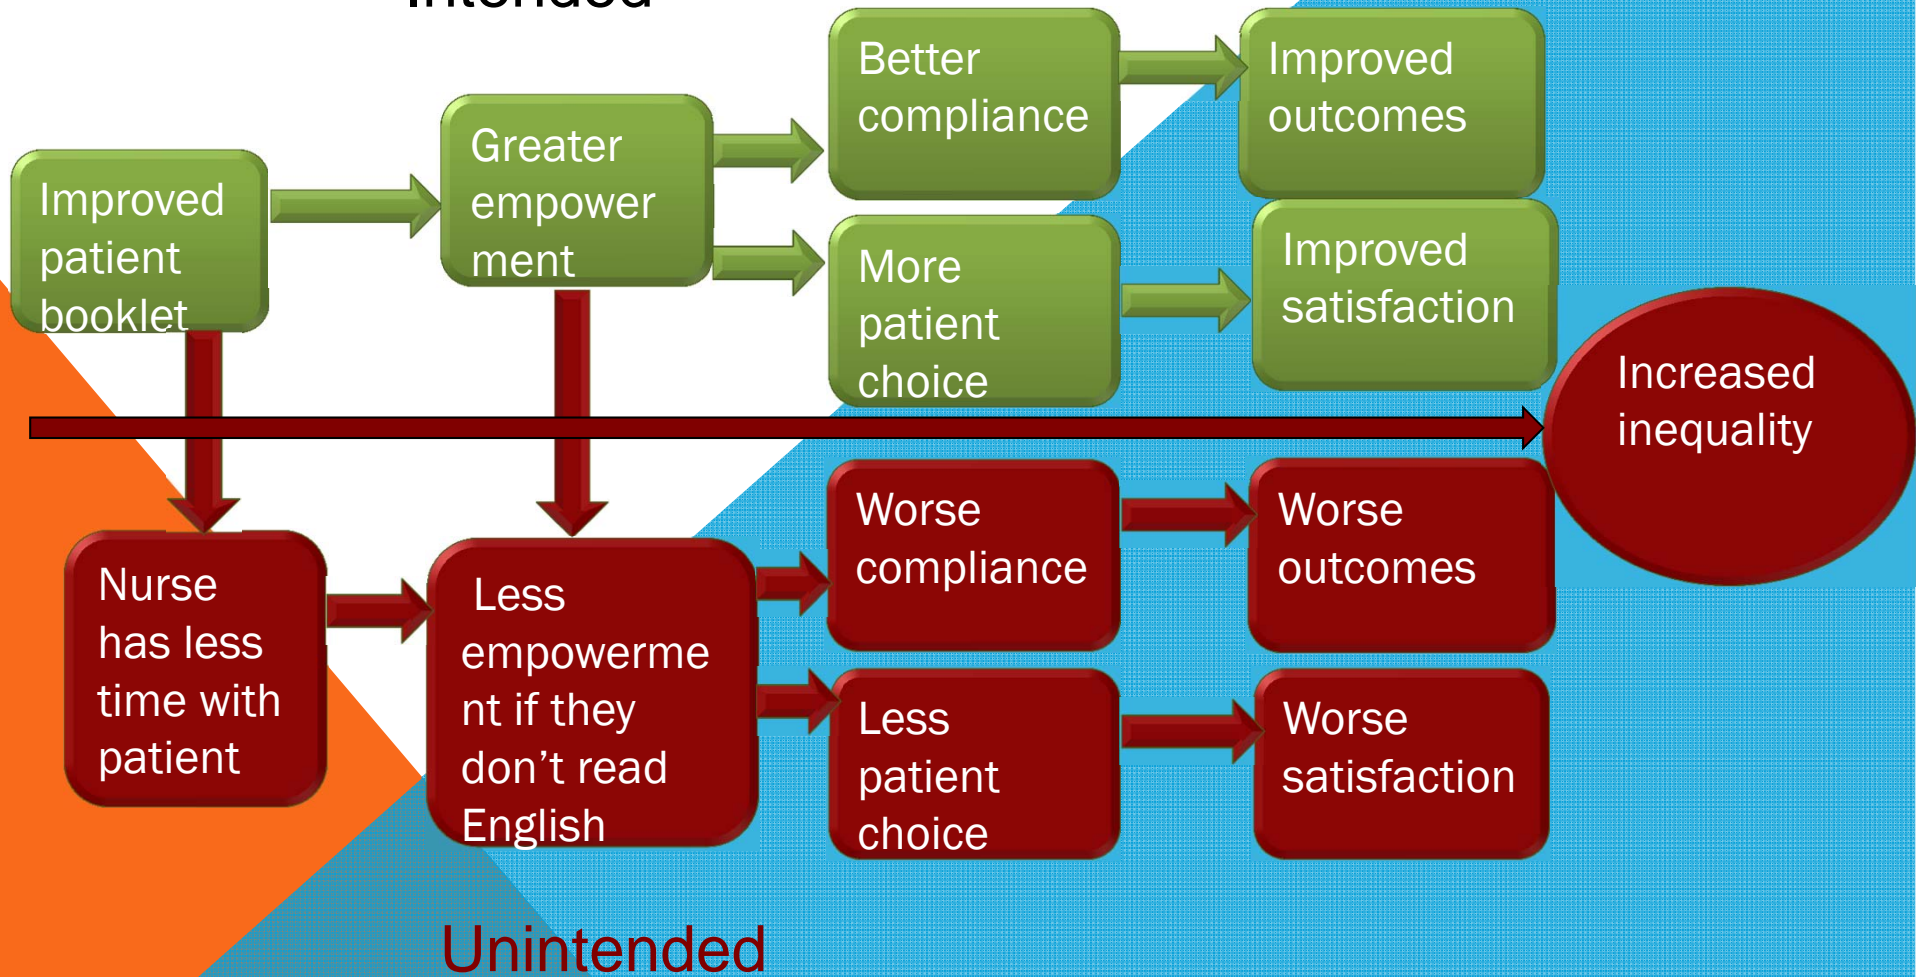 Intended
Better
compliance
Improved
outcomes
Greater
empower
ment
Improved
patient
booklet
More
patient
choice
Improved
satisfaction
Increased
inequality
Worse
compliance
Worse
outcomes
Nurse
has less
time with
patient
Less
empowerme
nt if they
don’t read
English
Less
patient
choice
Worse
satisfaction
Unintended